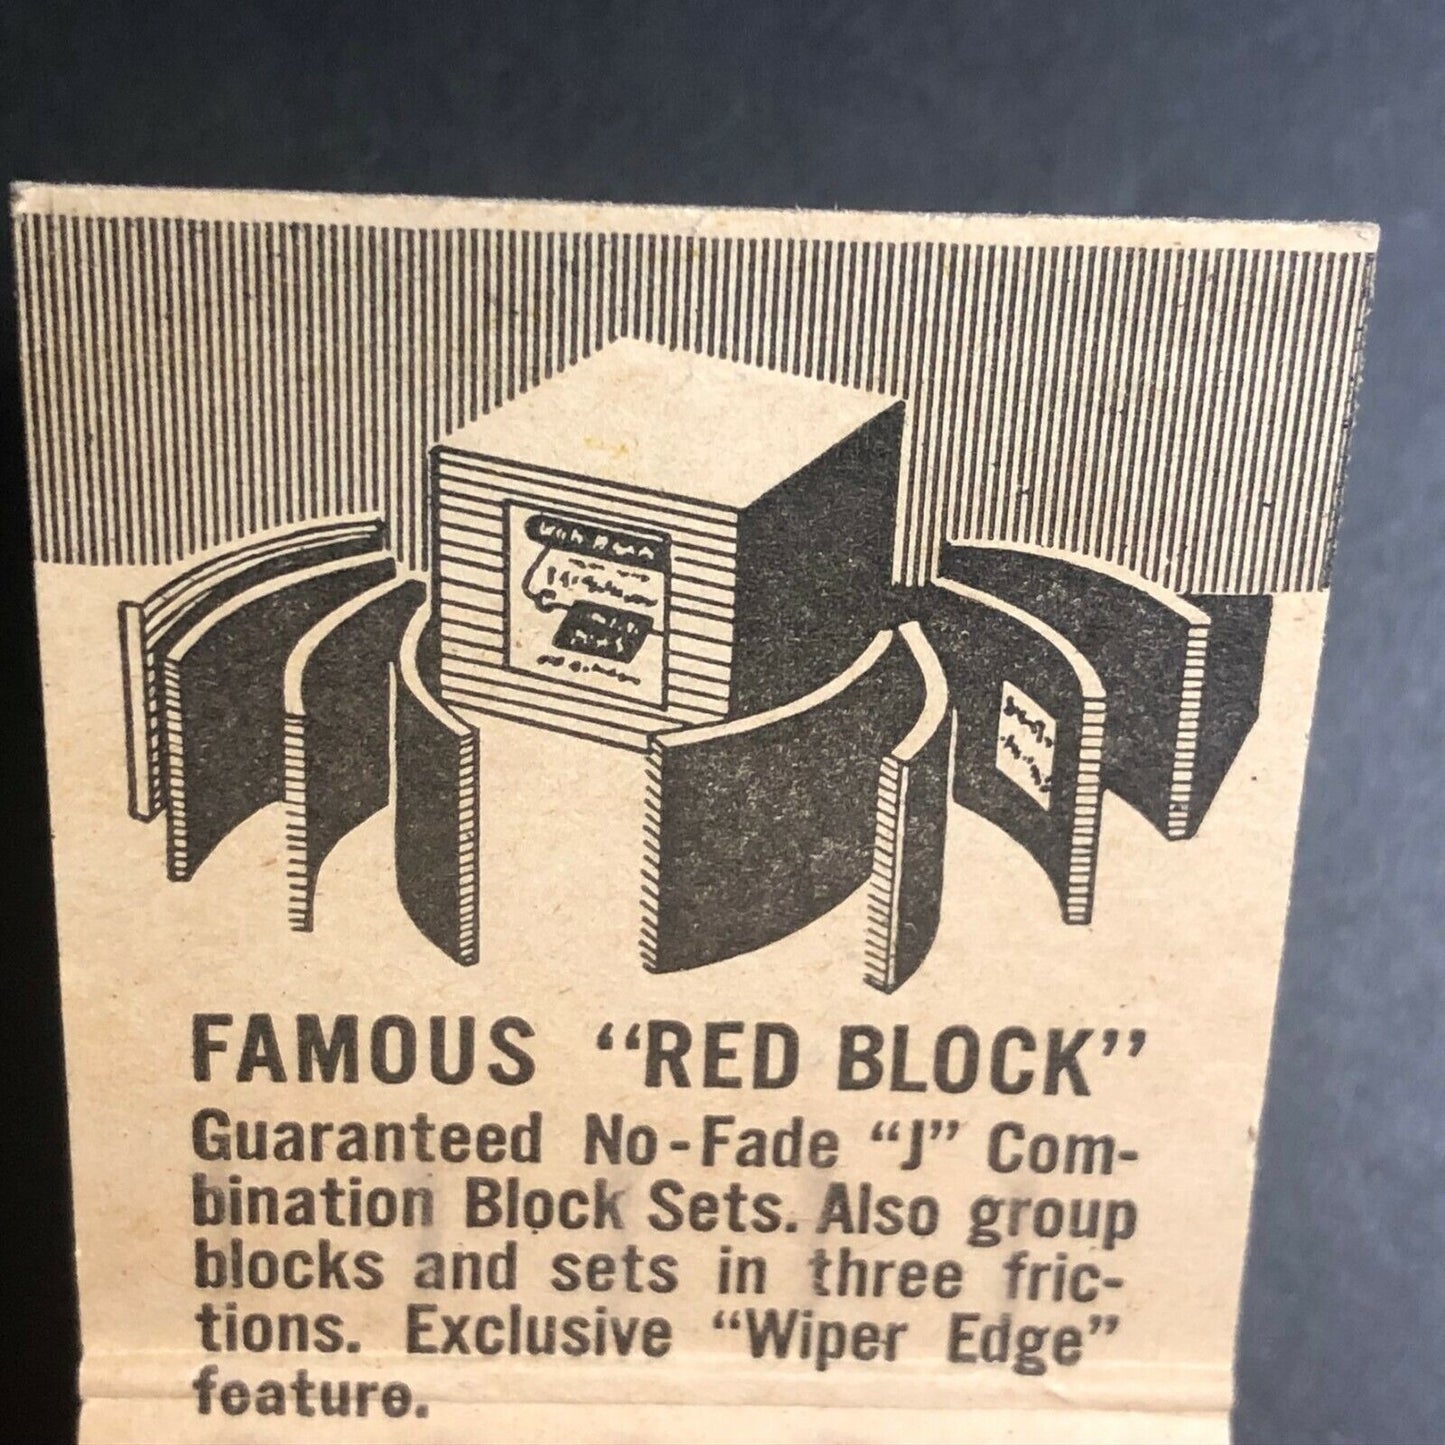 FAMOUS “RED BLOCK”
Guaranteed No-Fade “J” Com-
bination Block Sets. Also group
blocks and sets in three fric-
tions. Exclusive “Wiper Edge”
feature.